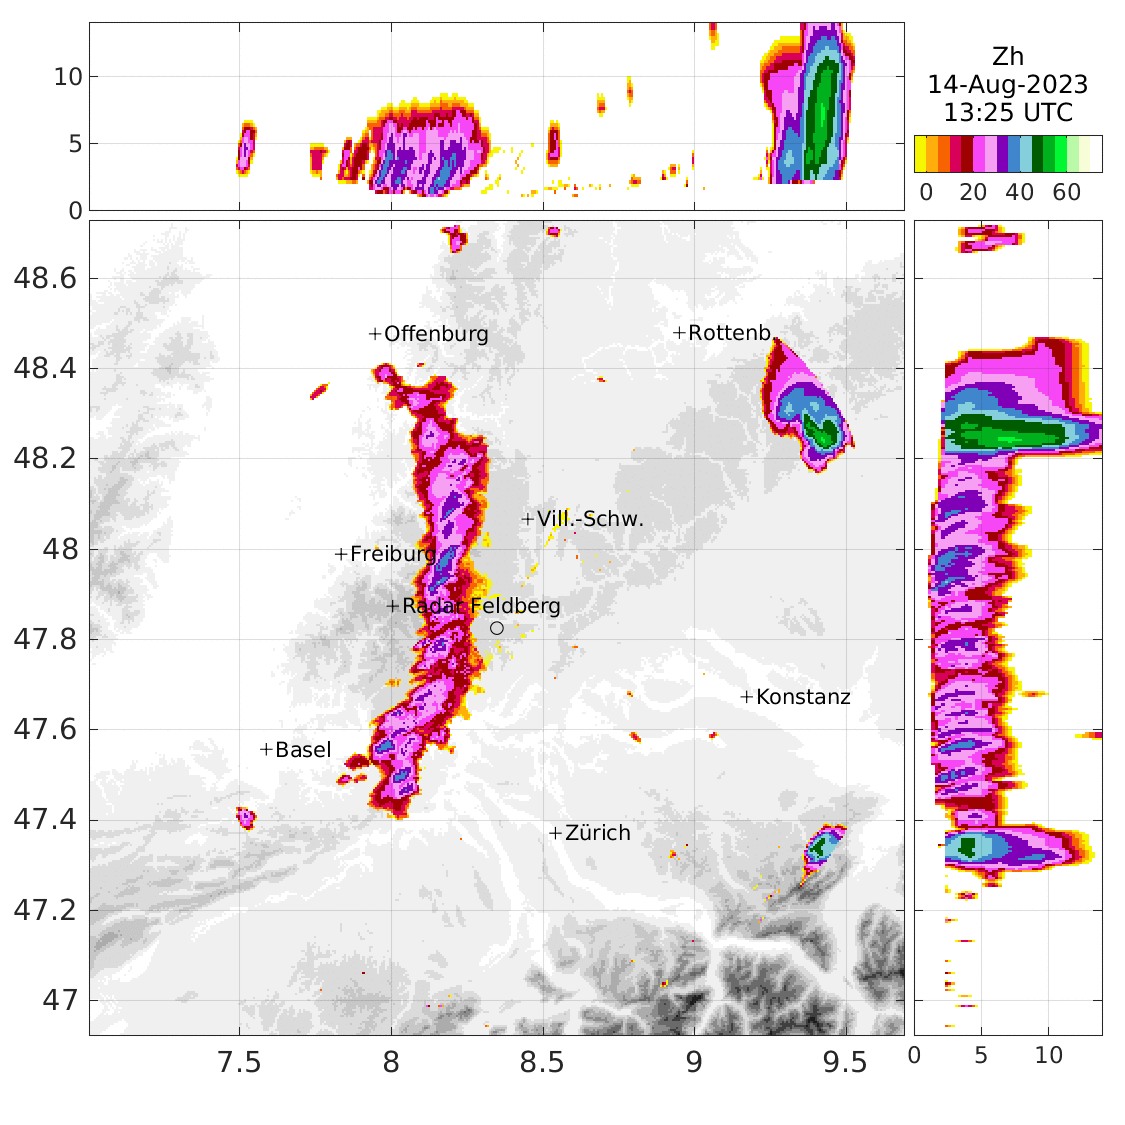 10
5
0
Zh
14-Aug-2023
13:25 UTC
0 20 40 60
48.6
48.4
48.2
48
47.8
47.6
47.4
47.2
47
+Offenburg
+Rottenb.
+Vill.-Schw.
+Freiburg
+Radar Feldberg
+Konstanz
+Basel
+Zürich
7.5 8 8.5 9 9.5
0 5 10